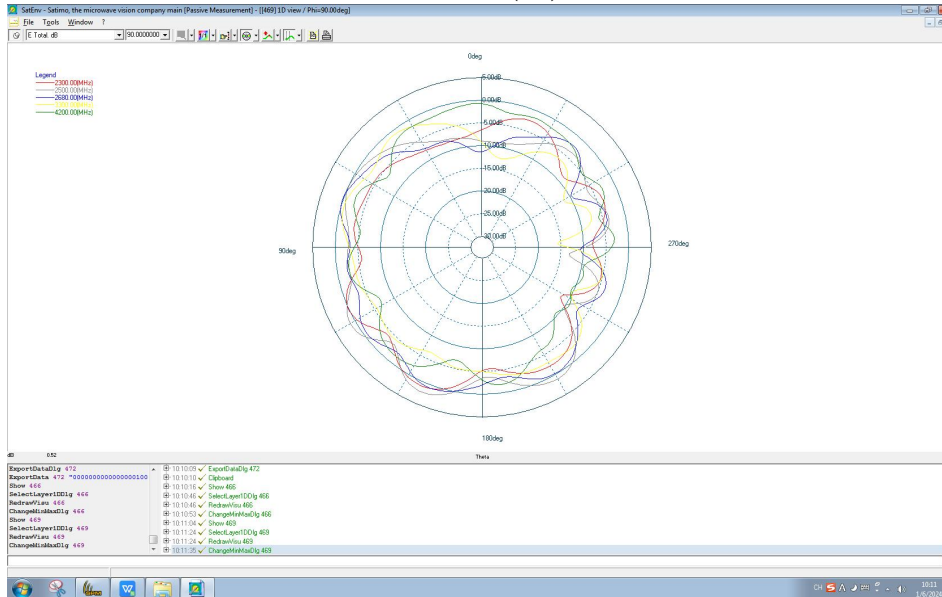 SatEnv - Satimo, the microwave vision company main [Passive Measurement] - [[469] 1D view / Phi=90.00deg]
File Tools Window ?
E Total. dB 90.0000000
0deg
Legend
2300.00(MHz)
2500.00(MHz)
2680.00(MHz)
4200.00(MHz)
5.00dB
0.00dB
-5.00dB
-10.00dB
-15.00dB
-20.00dB
-25.00dB
-30.00dB
90deg
270deg
180deg
dB 0.52 Theta
ExportDataDlg 472
ExportData 472 "0000000000000000100
Show 466
SelectLayer1DDlg 466
RedrawVisu 466
ChangeMinMaxDlg 466
Show 469
SelectLayer1DDlg 469
RedrawVisu 469
ChangeMinMaxDlg 469
10:10:09 ExportDataDlg 472
10:10:10 Clipboard
10:10:16 Show 466
10:10:46 SelectLayer1DDlg 466
10:10:46 RedrawVisu 466
10:10:53 ChangeMinMaxDlg 466
10:11:04 Show 469
10:11:24 SelectLayer1DDlg 469
10:11:24 RedrawVisu 469
10:11:35 ChangeMinMaxDlg 469
SPM
CH
10:11